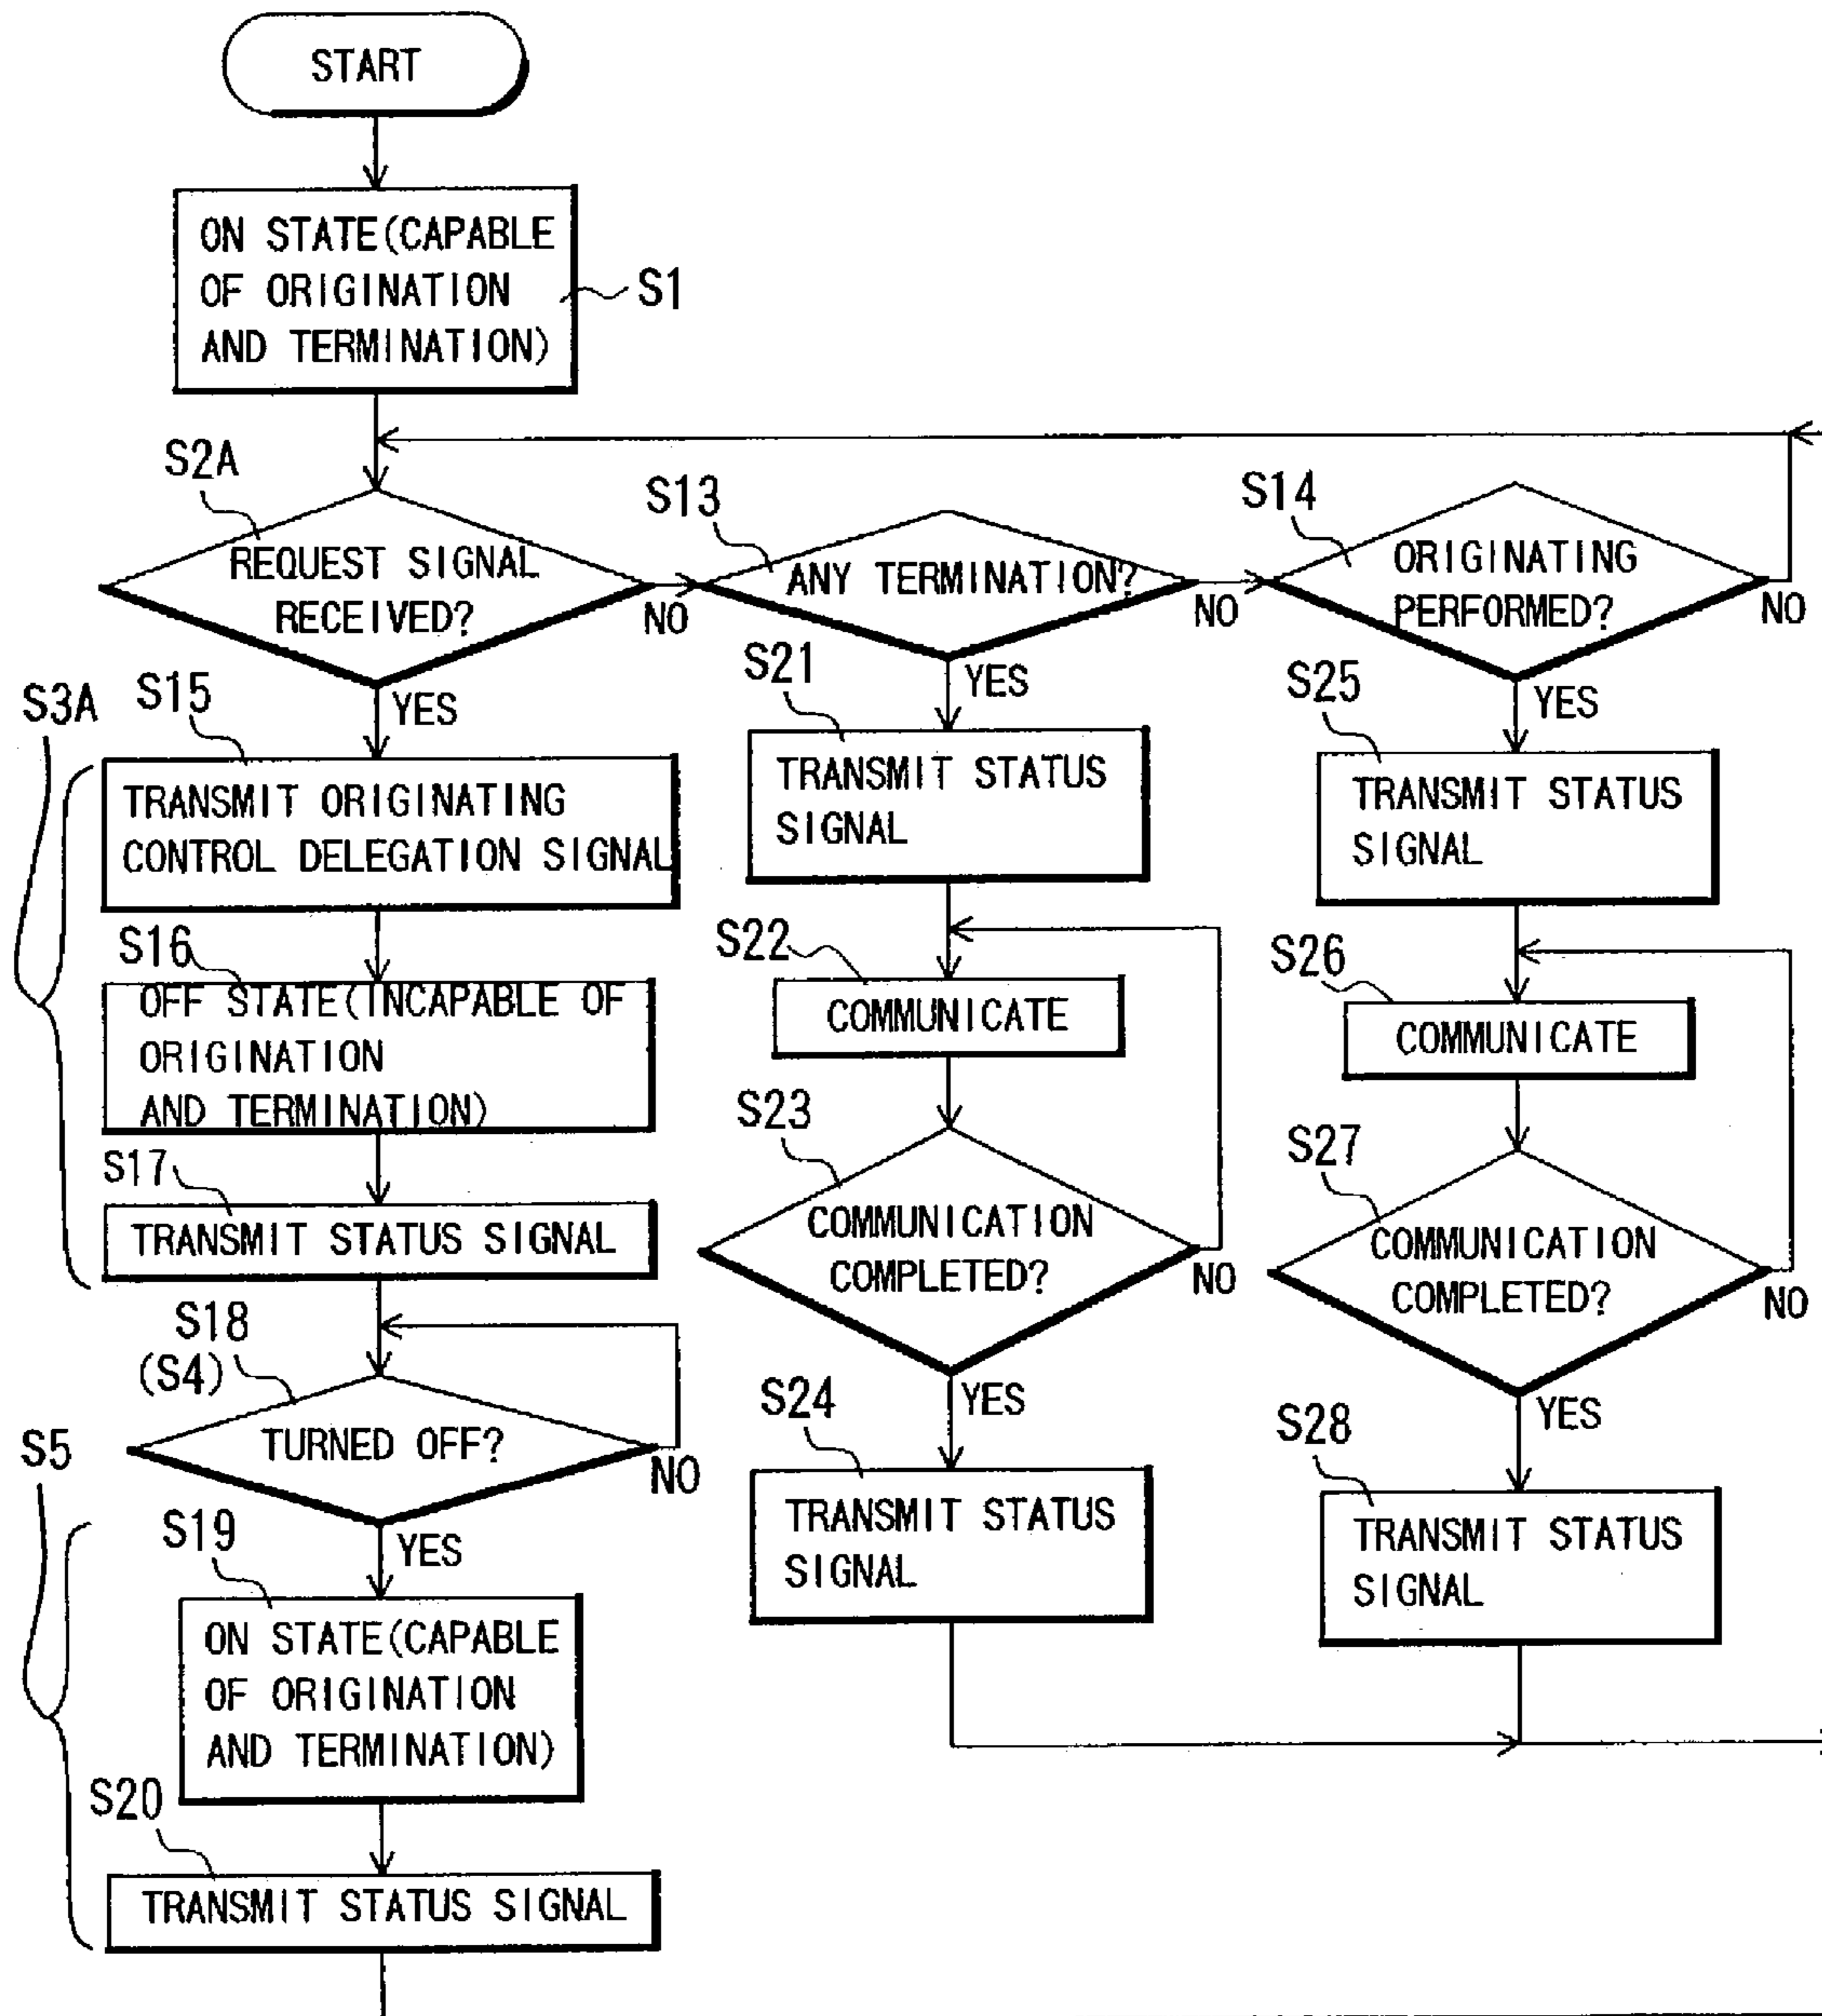 START
ON STATE(CAPABLE
OF ORIGINATION
AND TERMINATION)
S1
S2A
REQUEST SIGNAL
RECEIVED?
NO
YES
S13
ANY TERMINATION?
NO
YES
S14
ORIGINATING
PERFORMED?
NO
YES
S3A
S15
TRANSMIT ORIGINATING
CONTROL DELEGATION SIGNAL
S16
OFF STATE(INCAPABLE OF
ORIGINATION
AND TERMINATION)
S17
TRANSMIT STATUS SIGNAL
S18
(S4)
TURNED OFF?
NO
YES
S5
S19
ON STATE(CAPABLE
OF ORIGINATION
AND TERMINATION)
S20
TRANSMIT STATUS SIGNAL
S21
TRANSMIT STATUS
SIGNAL
S22
COMMUNICATE
S23
COMMUNICATION
COMPLETED?
NO
YES
S24
TRANSMIT STATUS
SIGNAL
S25
TRANSMIT STATUS
SIGNAL
S26
COMMUNICATE
S27
COMMUNICATION
COMPLETED?
NO
YES
S28
TRANSMIT STATUS
SIGNAL